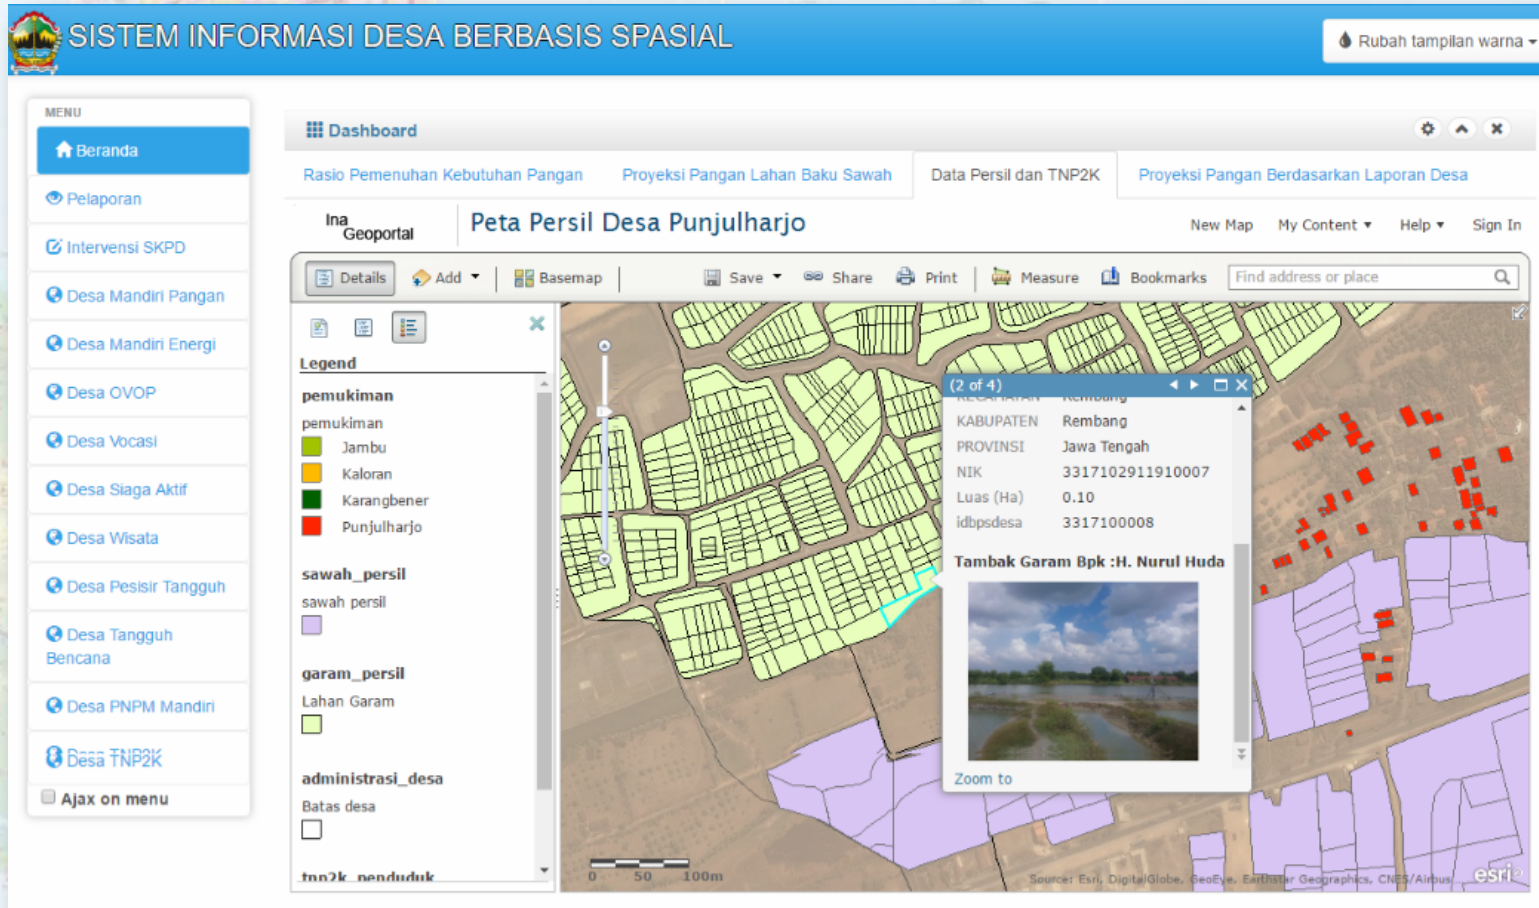 SISTEM INFORMASI DESA BERBASIS SPASIAL
Rubah tampilan warna
MENU
Beranda
Pelaporan
Intervensi SKPD
Desa Mandiri Pangan
Desa Mandiri Energi
Desa OVOP
Desa Vocasi
Desa Siaga Aktif
Desa Wisata
Desa Pesisir Tangguh
Desa Tangguh
Bencana
Desa PNPM Mandiri
Desa TNP2K
Ajax on menu
Dashboard
Rasio Pemenuhan Kebutuhan Pangan
Proyeksi Pangan Lahan Baku Sawah
Data Persil dan TNP2K
Proyeksi Pangan Berdasarkan Laporan Desa
Ina
Geoportal
Peta Persil Desa Punjulharjo
New Map
My Content
Help
Sign In
Details
Add
Basemap
Save
Share
Print
Measure
Bookmarks
Find address or place
Legend
pemukiman
pemukiman
Jambu
Kaloran
Karangbener
Punjulharjo
sawah_persil
sawah persil
garam_persil
Lahan Garam
administrasi_desa
Batas desa
tnp2k_penduduk
(2 of 4)
KECAMATAN Rembang
KABUPATEN Rembang
PROVINSI Jawa Tengah
NIK 3317102911910007
Luas (Ha) 0.10
idbpsdesa 3317100008
Tambak Garam Bpk :H. Nurul Huda
Zoom to
0 50 100m
Source: Esri, DigitalGlobe, GeoEye, Earthstar Geographics, CNES/Airbus
esri